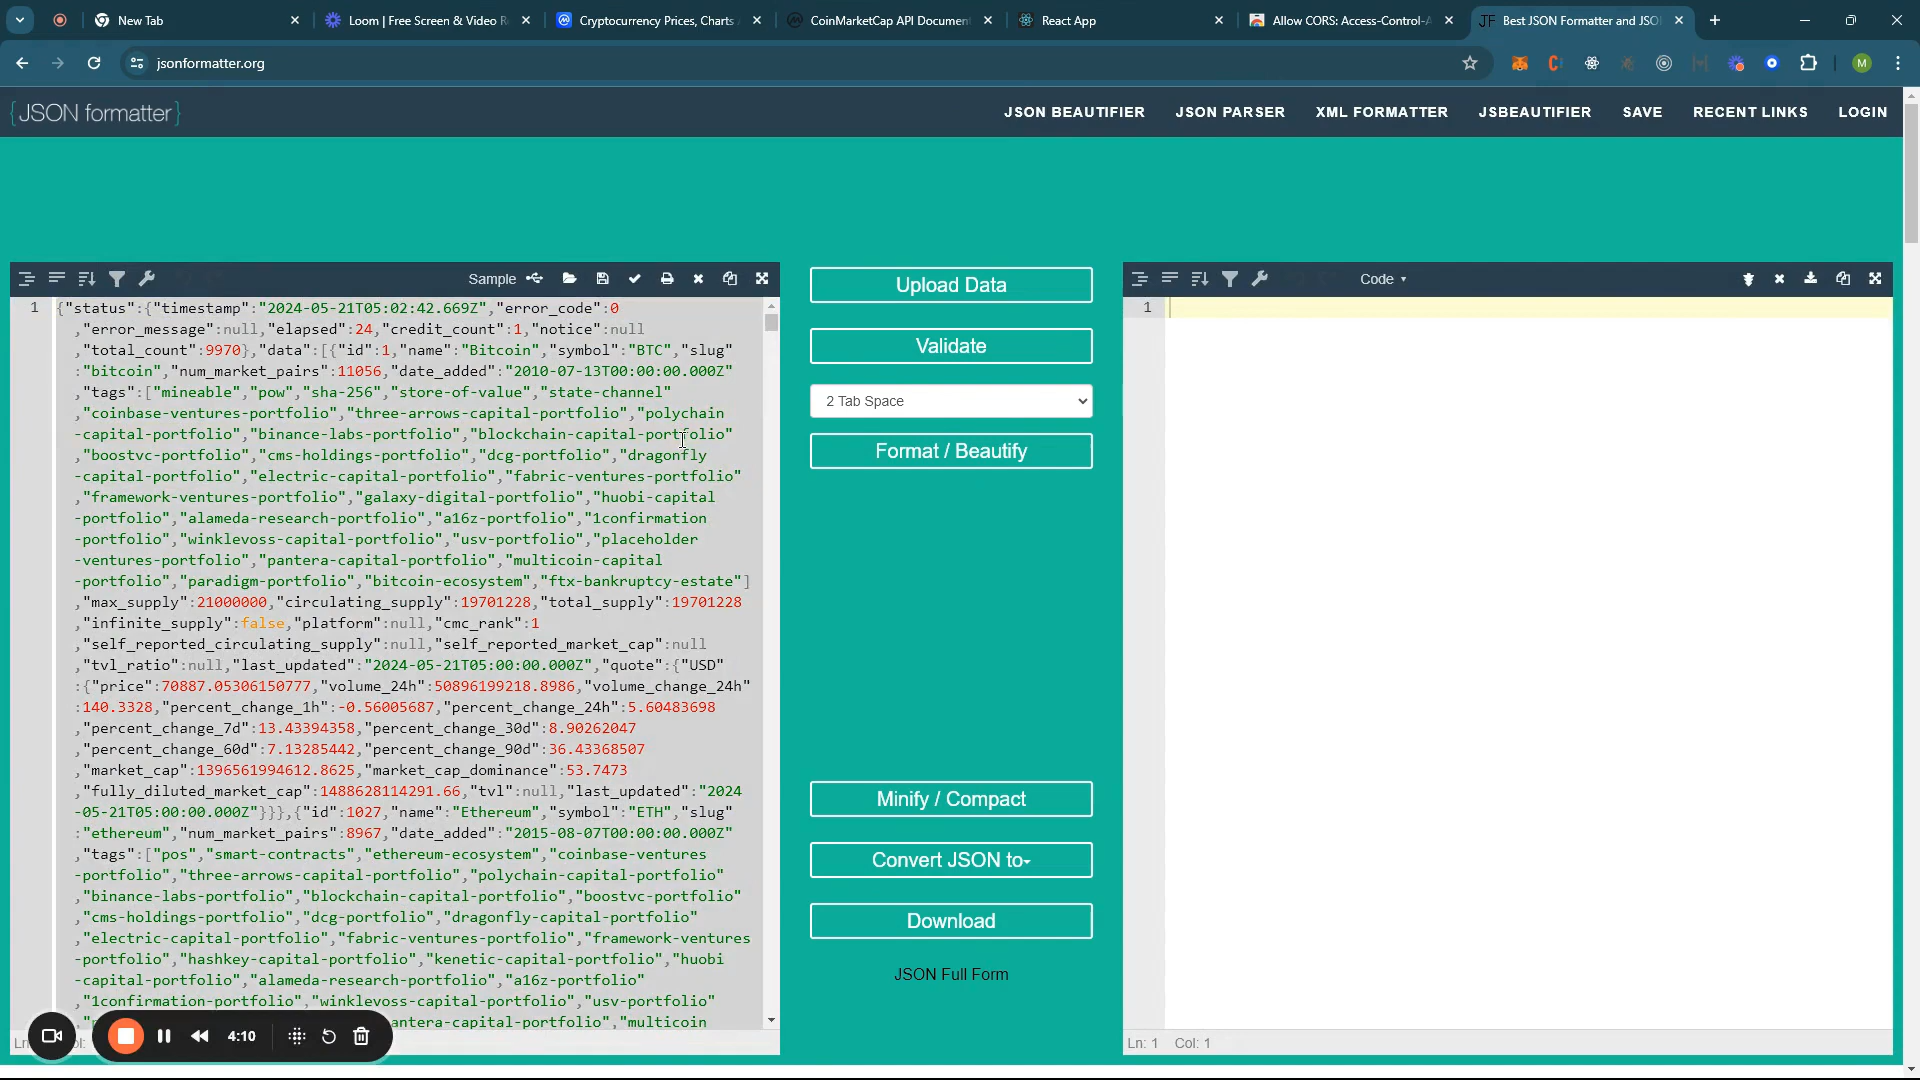 New Tab
Loom | Free Screen & Video R
Cryptocurrency Prices, Charts
CoinMarketCap API Documen
React App
Allow CORS: Access-Control-A
JF Best JSON Formatter and JSO
jsonformatter.org
M
{JSON formatter}
JSON BEAUTIFIER JSON PARSER XML FORMATTER JSBEAUTIFIER SAVE RECENT LINKS LOGIN
Sample
1
{"status":{"timestamp":"2024-05-21T05:02:42.669Z","error_code":0
,"error_message":null,"elapsed":24,"credit_count":1,"notice":null
,"total_count":9970},"data":[{"id":1,"name":"Bitcoin","symbol":"BTC","slug"
:"bitcoin","num_market_pairs":11056,"date_added":"2010-07-13T00:00:00.000Z"
,"tags":["mineable","pow","sha-256","store-of-value","state-channel"
,"coinbase-ventures-portfolio","three-arrows-capital-portfolio","polychain
-capital-portfolio","binance-labs-portfolio","blockchain-capital-portfolio"
,"boostvc-portfolio","cms-holdings-portfolio","dcg-portfolio","dragonfly
-capital-portfolio","electric-capital-portfolio","fabric-ventures-portfolio"
,"framework-ventures-portfolio","galaxy-digital-portfolio","huobi-capital
-portfolio","alameda-research-portfolio","a16z-portfolio","1confirmation
-portfolio","winklevoss-capital-portfolio","usv-portfolio","placeholder
-ventures-portfolio","pantera-capital-portfolio","multicoin-capital
-portfolio","paradigm-portfolio","bitcoin-ecosystem","ftx-bankruptcy-estate"]
,"max_supply":21000000,"circulating_supply":19701228,"total_supply":19701228
,"infinite_supply":false,"platform":null,"cmc_rank":1
,"self_reported_circulating_supply":null,"self_reported_market_cap":null
,"tvl_ratio":null,"last_updated":"2024-05-21T05:00:00.000Z","quote":{"USD"
:{"price":70887.05306150777,"volume_24h":50896199218.8986,"volume_change_24h"
:140.3328,"percent_change_1h":-0.56005687,"percent_change_24h":5.60483698
,"percent_change_7d":13.43394358,"percent_change_30d":8.90262047
,"percent_change_60d":7.13285442,"percent_change_90d":36.43368507
,"market_cap":1396561994612.8625,"market_cap_dominance":53.7473
,"fully_diluted_market_cap":1488628114291.66,"tvl":null,"last_updated":"2024
-05-21T05:00:00.000Z"}}},{"id":1027,"name":"Ethereum","symbol":"ETH","slug"
:"ethereum","num_market_pairs":8967,"date_added":"2015-08-07T00:00:00.000Z"
,"tags":["pos","smart-contracts","ethereum-ecosystem","coinbase-ventures
-portfolio","three-arrows-capital-portfolio","polychain-capital-portfolio"
,"binance-labs-portfolio","blockchain-capital-portfolio","boostvc-portfolio"
,"cms-holdings-portfolio","dcg-portfolio","dragonfly-capital-portfolio"
,"electric-capital-portfolio","fabric-ventures-portfolio","framework-ventures
-portfolio","hashkey-capital-portfolio","kenetic-capital-portfolio","huobi
-capital-portfolio","alameda-research-portfolio","a16z-portfolio"
,"1confirmation-portfolio","winklevoss-capital-portfolio","usv-portfolio"
antera-capital-portfolio","multicoin
4:10
Upload Data
Validate
2 Tab Space
Format / Beautify
Minify / Compact
Convert JSON to
Download
JSON Full Form
Code
1
Ln: 1 Col: 1